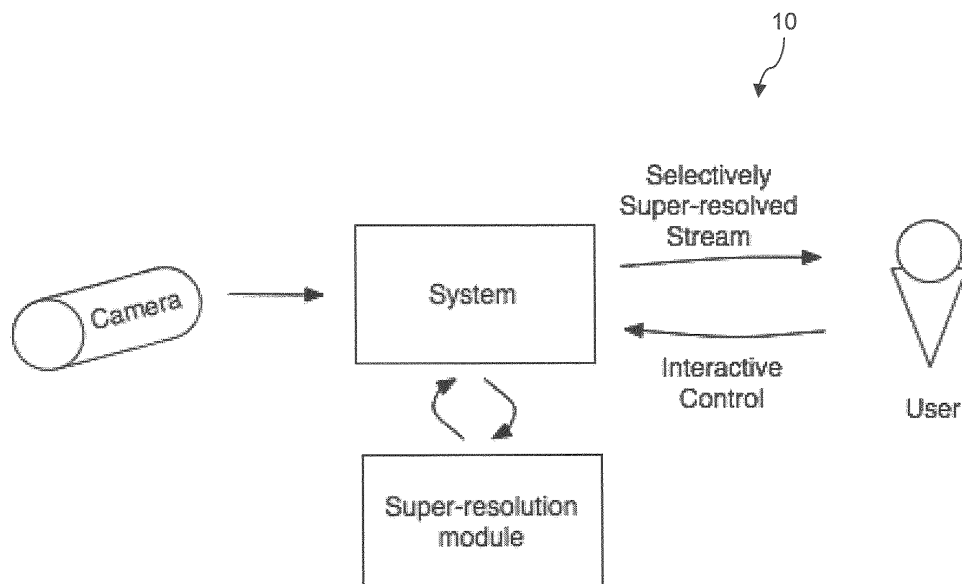 10
Selectively
Super-resolved
Stream
Camera
System
Interactive
Control
User
Super-resolution
module